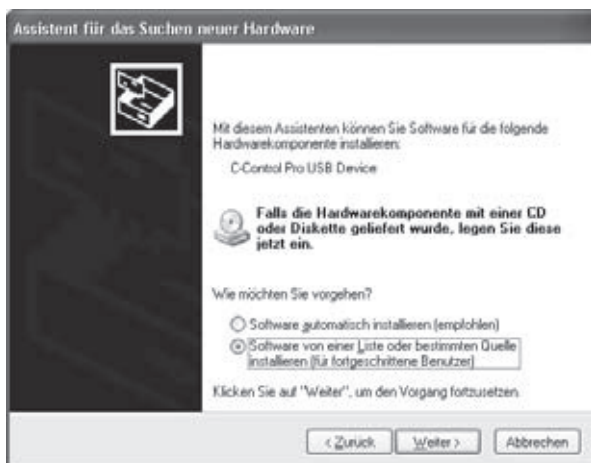 Assistent für das Suchen neuer Hardware
Mit diesem Assistenten können Sie Software für die folgende
Hardwarekomponente installieren:
C-Control Pro USB Device
Falls die Hardwarekomponente mit einer CD
oder Diskette geliefert wurde, legen Sie diese
jetzt ein.
Wie möchten Sie vorgehen?
Software automatisch installieren (empfohlen)
Software von einer Liste oder bestimmten Quelle
installieren (für fortgeschrittene Benutzer)
Klicken Sie auf "Weiter", um den Vorgang fortzusetzen.
< Zurück Weiter > Abbrechen